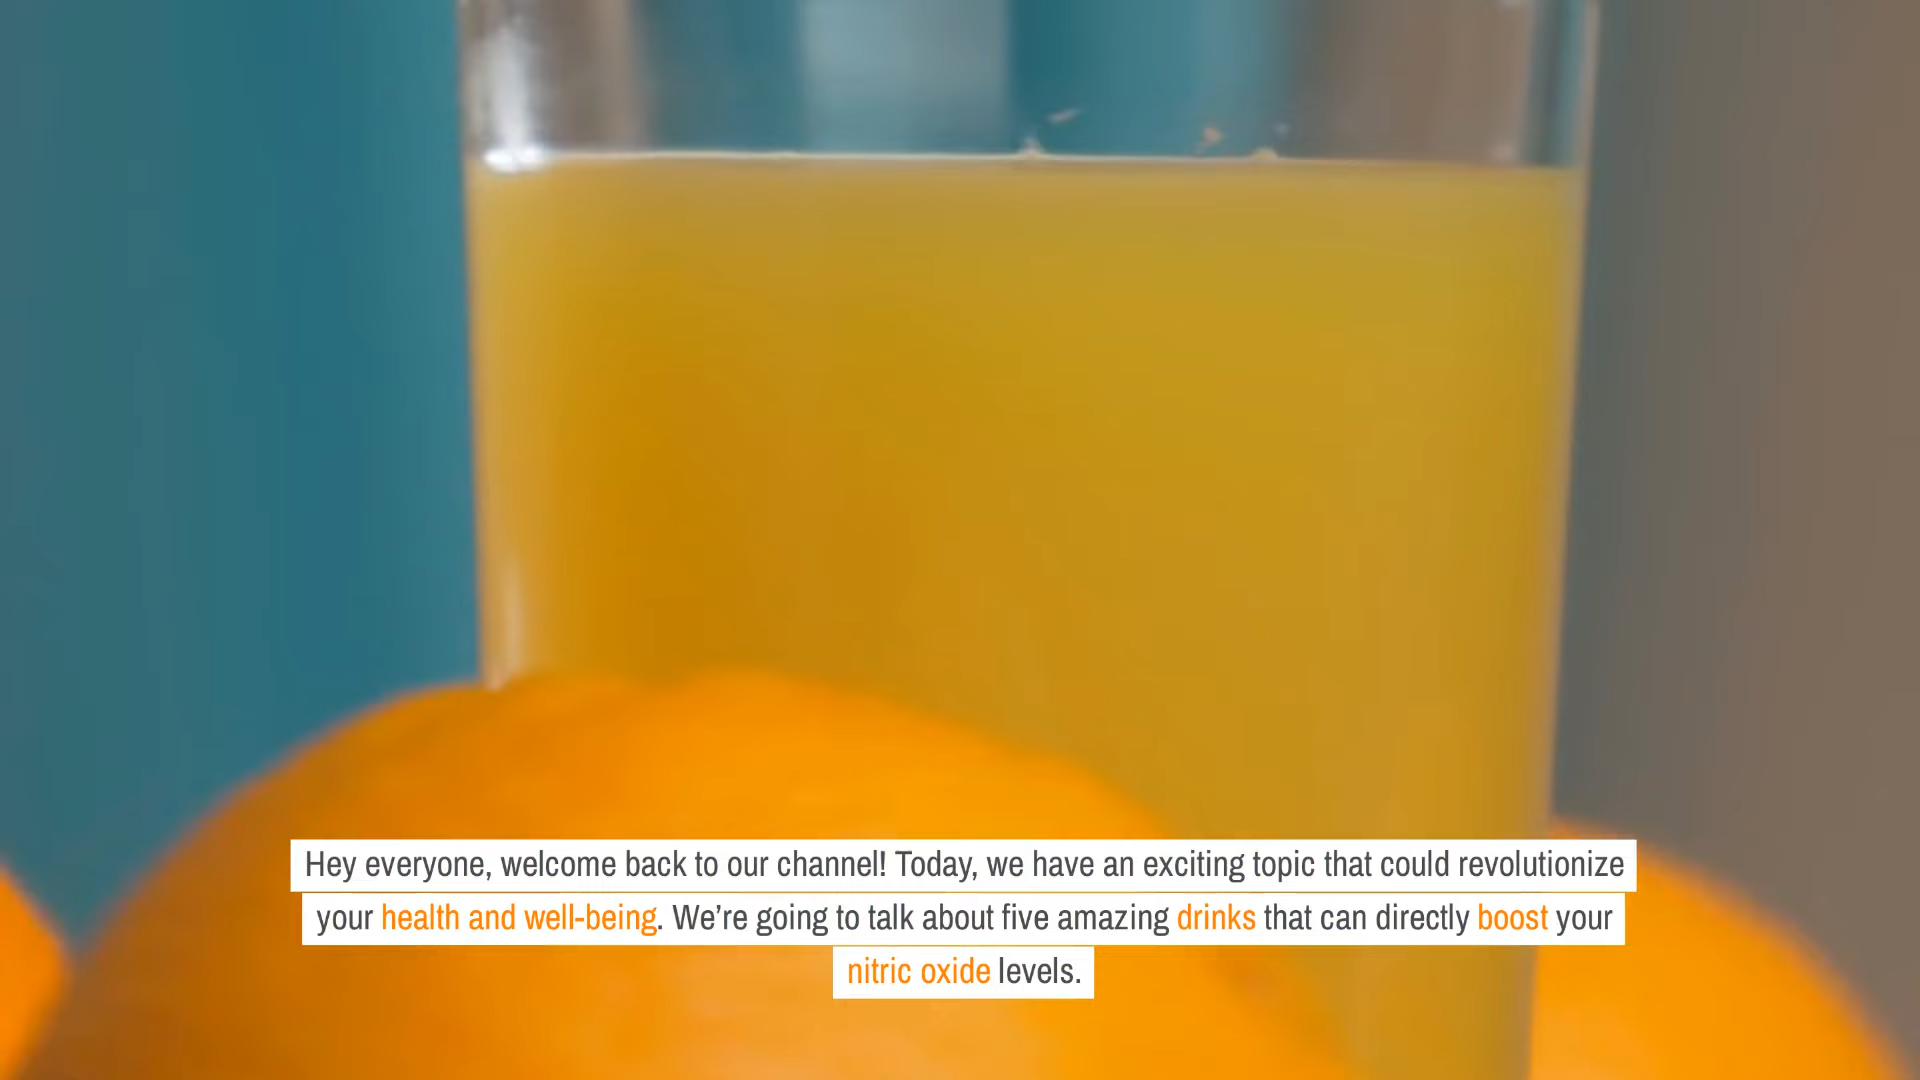 Hey everyone, welcome back to our channel! Today, we have an exciting topic that could revolutionize
your health and well-being. We’re going to talk about five amazing drinks that can directly boost your
nitric oxide levels.